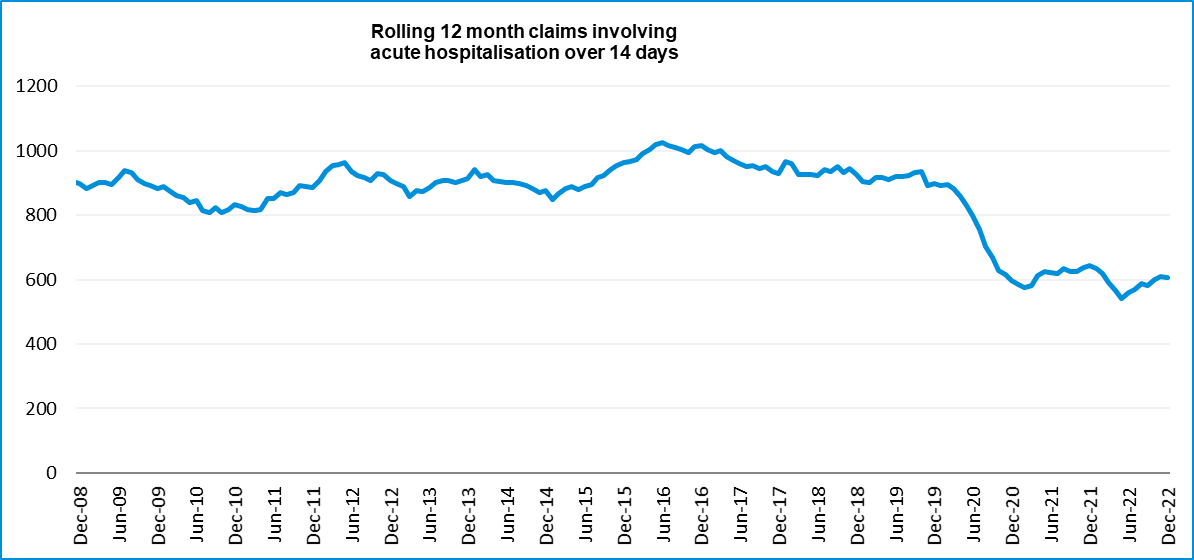 Rolling 12 month claims involving
acute hospitalisation over 14 days
1200
1000
800
600
400
200
0
Dec-08
Jun-09
Dec-09
Jun-10
Dec-10
Jun-11
Dec-11
Jun-12
Dec-12
Jun-13
Dec-13
Jun-14
Dec-14
Jun-15
Dec-15
Jun-16
Dec-16
Jun-17
Dec-17
Jun-18
Dec-18
Jun-19
Dec-19
Jun-20
Dec-20
Jun-21
Dec-21
Jun-22
Dec-22